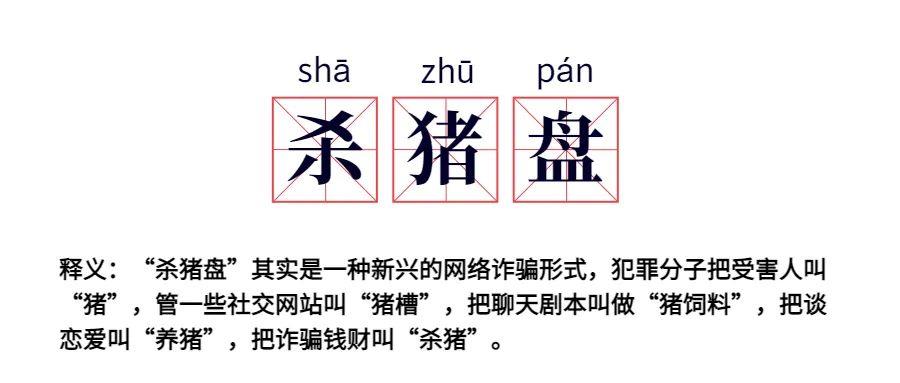 shā zhū pán
杀猪盘
释义：“杀猪盘”其实是一种新兴的网络诈骗形式，犯罪分子把受害人叫
“猪”，管一些社交网站叫“猪槽”，把聊天剧本叫做“猪饲料”，把谈
恋爱叫“养猪”，把诈骗钱财叫“杀猪”。